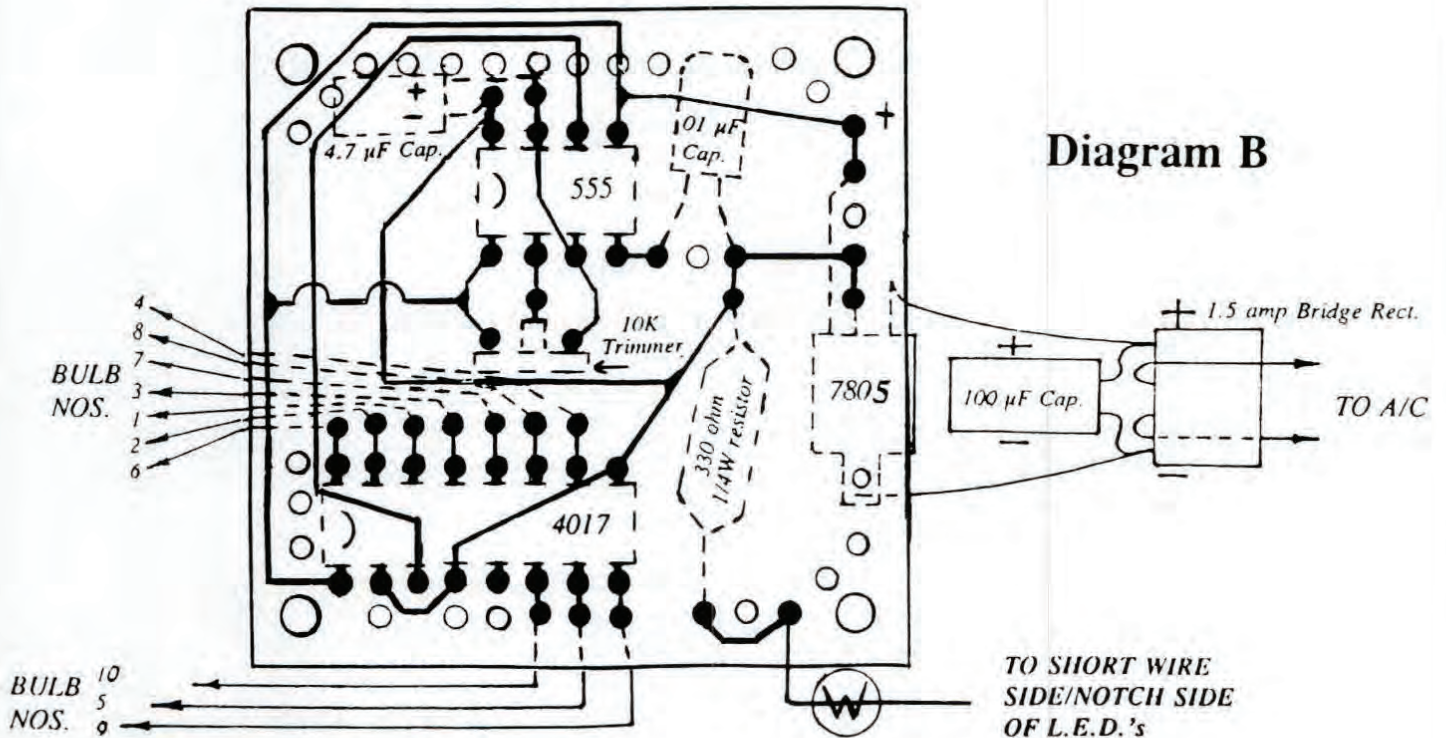 Diagram B
+
-
4.7 µF Cap.
555
01 µF
Cap.
+
10K
Trimmer
4
8
7
3
1
2
6
BULB
NOS.
330 ohm
1/4W resistor
7805
+
100 µF Cap.
-
+
1.5 amp Bridge Rect.
-
TO A/C
4017
BULB
NOS.
10
5
9
W
TO SHORT WIRE
SIDE/NOTCH SIDE
OF L.E.D.'s